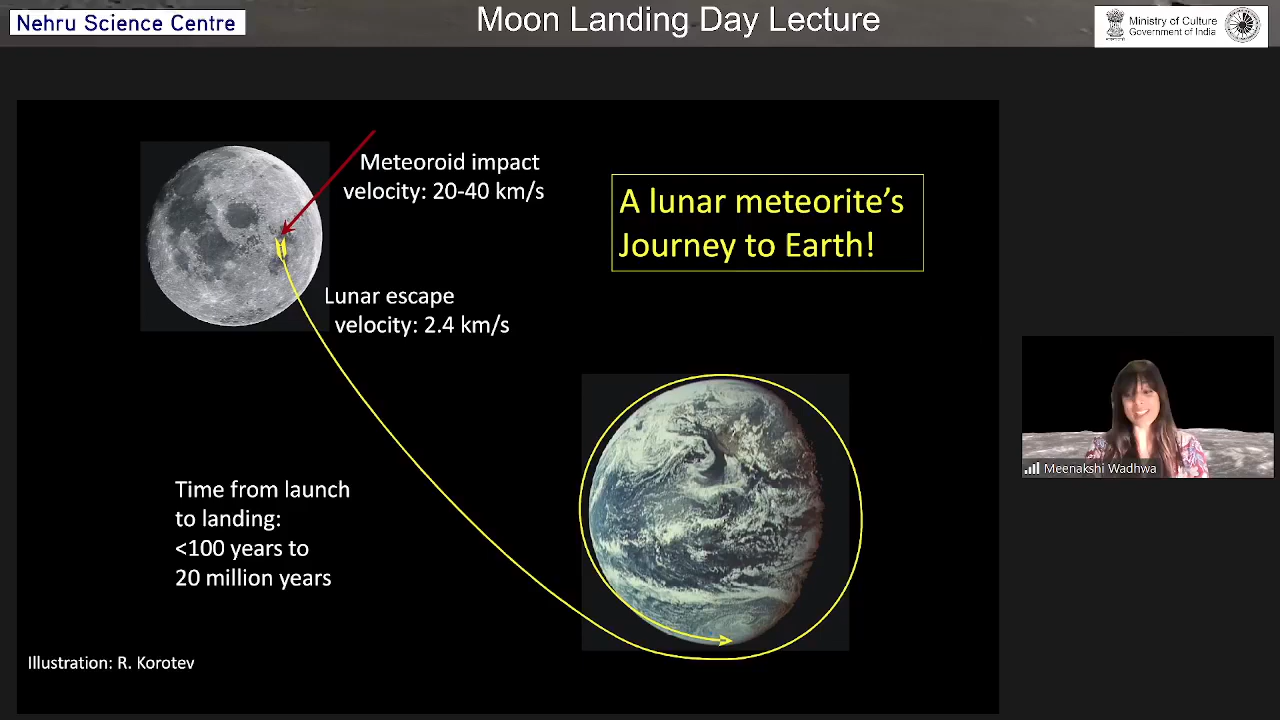 Nehru Science Centre
Moon Landing Day Lecture
Ministry of Culture
Government of India
Meteoroid impact
velocity: 20-40 km/s
A lunar meteorite's
Journey to Earth!
Lunar escape
velocity: 2.4 km/s
Time from launch
to landing:
<100 years to
20 million years
Illustration: R. Korotev
Meenakshi Wadhwa